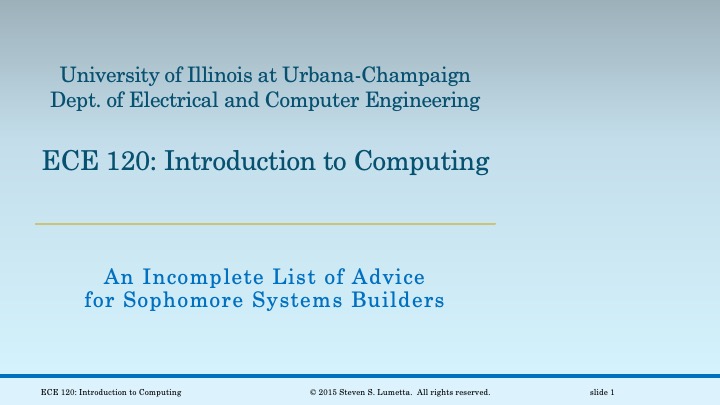 University of Illinois at Urbana-Champaign
Dept. of Electrical and Computer Engineering
ECE 120: Introduction to Computing
An Incomplete List of Advice
for Sophomore Systems Builders
ECE 120: Introduction to Computing
© 2015 Steven S. Lumetta.  All rights reserved.
slide 1